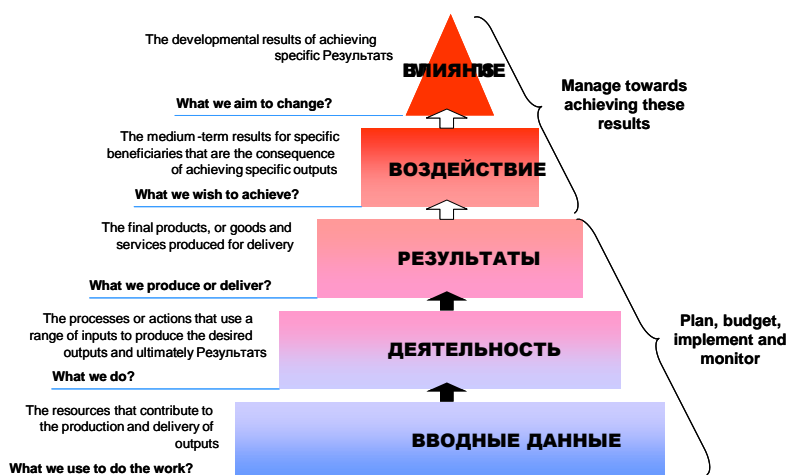 The developmental results of achieving
specific Результатs
ВЛИЯНИЕ
What we aim to change?
Manage towards
achieving these
results
The medium-term results for specific
beneficiaries that are the consequence
of achieving specific outputs
ВОЗДЕЙСТВИЕ
What we wish to achieve?
The final products, or goods and
services produced for delivery
РЕЗУЛЬТАТЫ
What we produce or deliver?
The processes or actions that use a
range of inputs to produce the desired
outputs and ultimately Результатs
ДЕЯТЕЛЬНОСТЬ
What we do?
Plan, budget,
implement and
monitor
The resources that contribute to
the production and delivery of
outputs
ВВОДНЫЕ ДАННЫЕ
What we use to do the work?